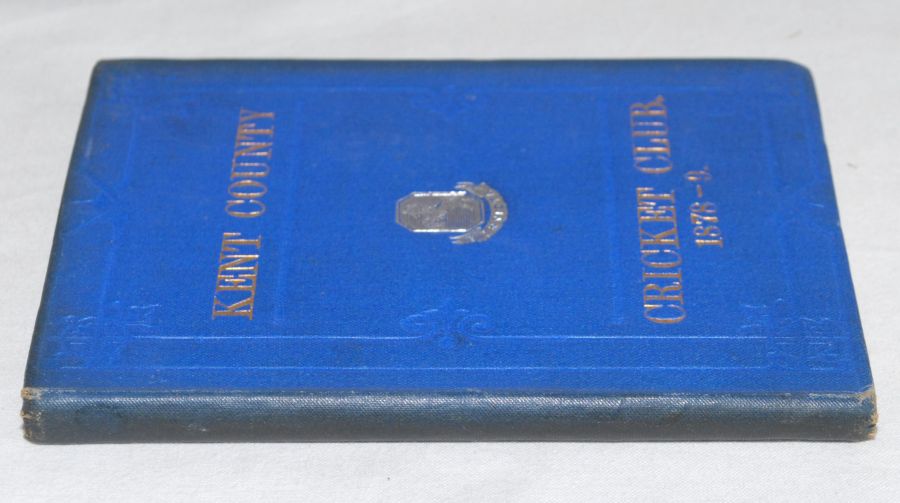 KENT COUNTY
CRICKET CLUB.
1878-9.